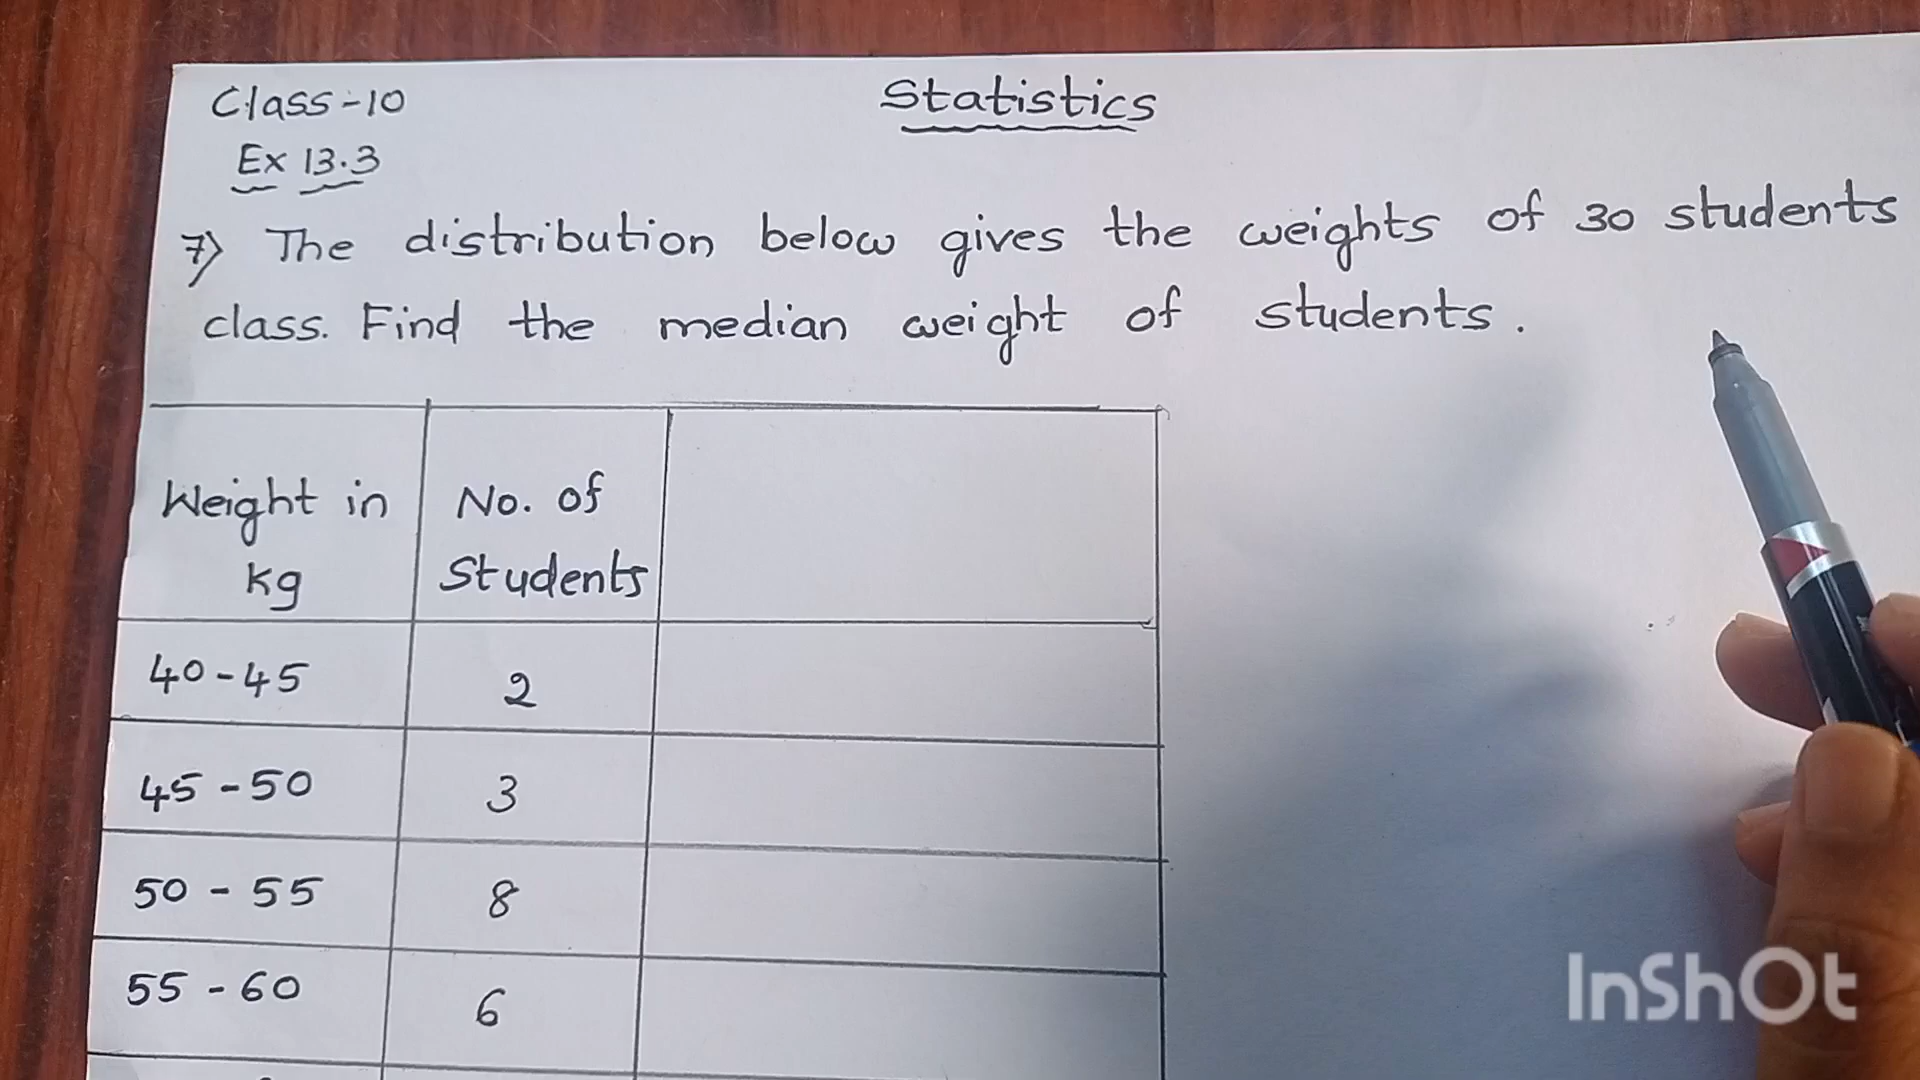 Class-10
Statistics
Ex 13.3
7) The distribution below gives the weights of 30 students
class. Find the median weight of students.
Weight in kg No. of Students
40-45 2
45-50 3
50-55 8
55-60 6
InShOt